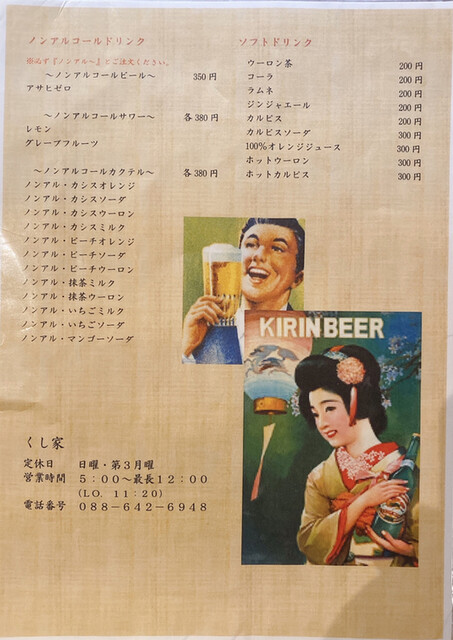 ノンアルコールドリンク
※必ず『ノンアル～』とご注文ください。
～ノンアルコールビール～ 350円
アサヒゼロ
～ノンアルコールサワー～ 各380円
レモン
グレープフルーツ
～ノンアルコールカクテル～ 各380円
ノンアル・カシスオレンジ
ノンアル・カシスソーダ
ノンアル・カシスウーロン
ノンアル・カシスミルク
ノンアル・ピーチオレンジ
ノンアル・ピーチソーダ
ノンアル・ピーチウーロン
ノンアル・抹茶ミルク
ノンアル・抹茶ウーロン
ノンアル・いちごミルク
ノンアル・いちごソーダ
ノンアル・マンゴーソーダ
ソフトドリンク
ウーロン茶 200円
コーラ 200円
ラムネ 200円
ジンジャエール 200円
カルピス 200円
カルピスソーダ 300円
100%オレンジジュース 300円
ホットウーロン 300円
ホットカルピス 300円
KIRIN BEER
くし家
定休日 日曜・第3月曜
営業時間 5：00～最長12：00
(LO. 11：20)
電話番号 088-642-6948